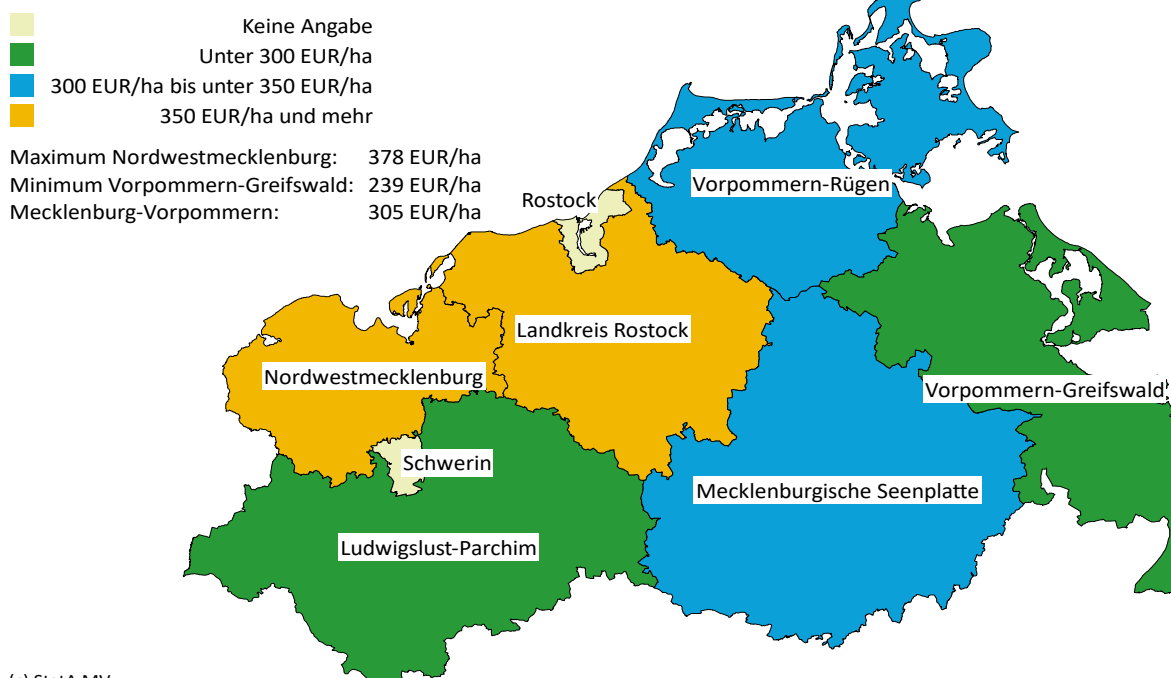 Keine Angabe
Unter 300 EUR/ha
300 EUR/ha bis unter 350 EUR/ha
350 EUR/ha und mehr
Maximum Nordwestmecklenburg: 378 EUR/ha
Minimum Vorpommern-Greifswald: 239 EUR/ha
Mecklenburg-Vorpommern: 305 EUR/ha
Vorpommern-Rügen
Rostock
Landkreis Rostock
Nordwestmecklenburg
Vorpommern-Greifswald
Schwerin
Mecklenburgische Seenplatte
Ludwigslust-Parchim
(c) StatA MV